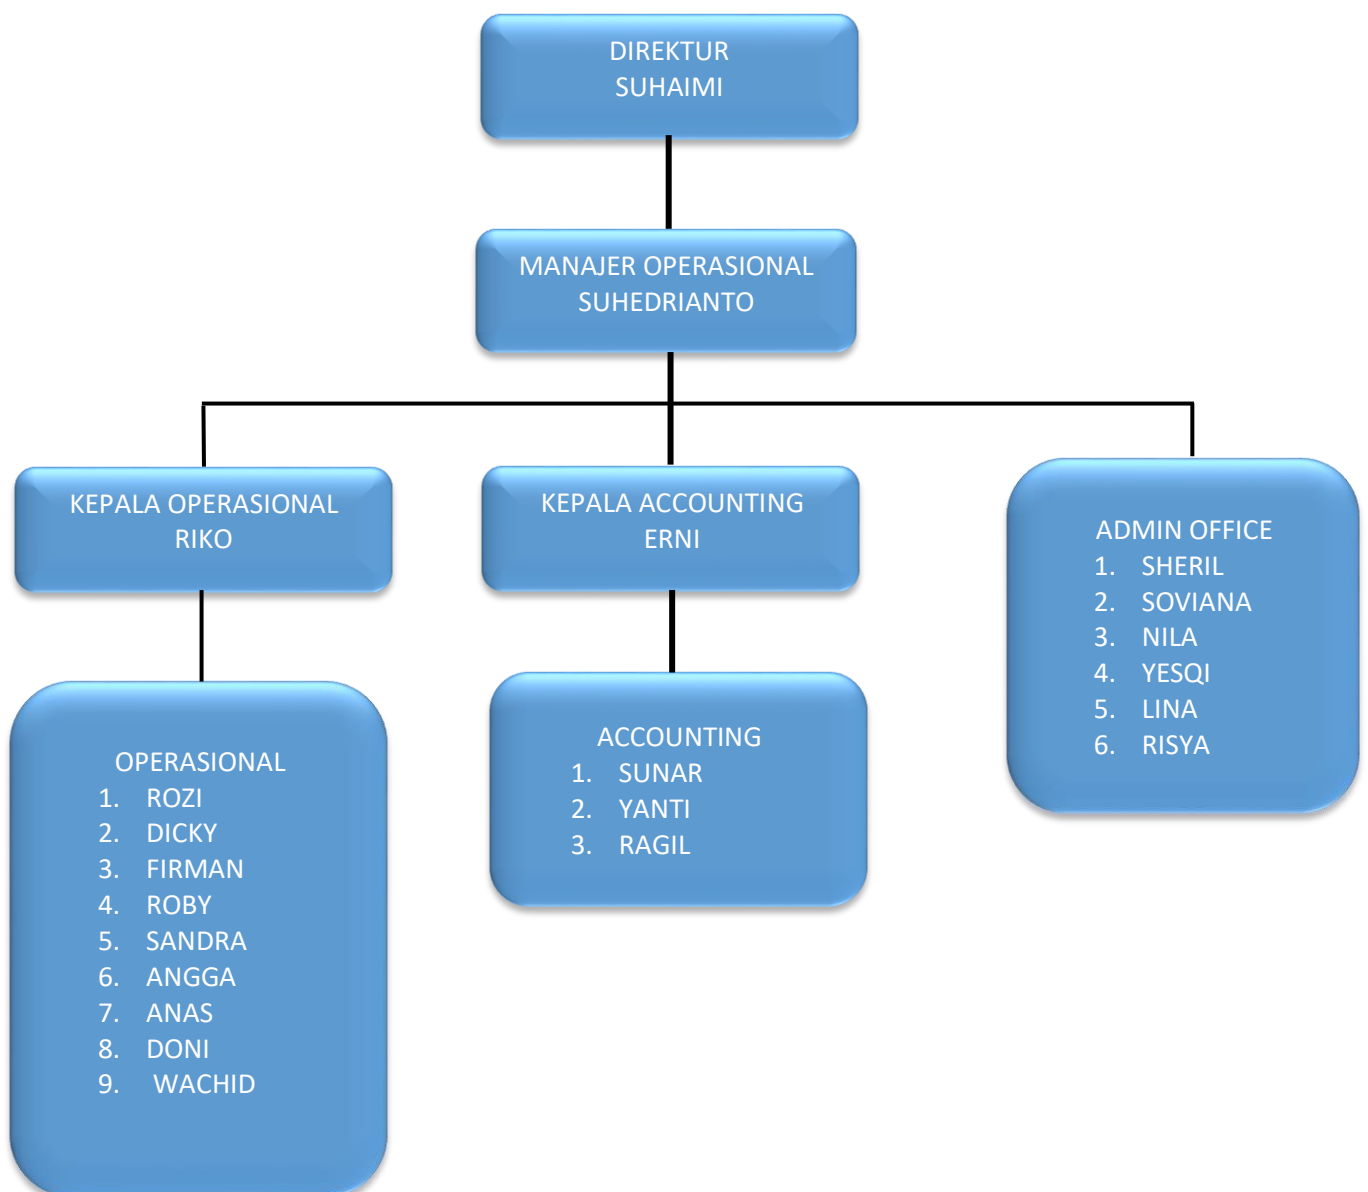 DIREKTUR
SUHAIMI
MANAJER OPERASIONAL
SUHEDRIANTO
KEPALA OPERASIONAL
RIKO
KEPALA ACCOUNTING
ERNI
ADMIN OFFICE
1. SHERIL
2. SOVIANA
3. NILA
4. YESQI
5. LINA
6. RISYA
OPERASIONAL
1. ROZI
2. DICKY
3. FIRMAN
4. ROBY
5. SANDRA
6. ANGGA
7. ANAS
8. DONI
9. WACHID
ACCOUNTING
1. SUNAR
2. YANTI
3. RAGIL